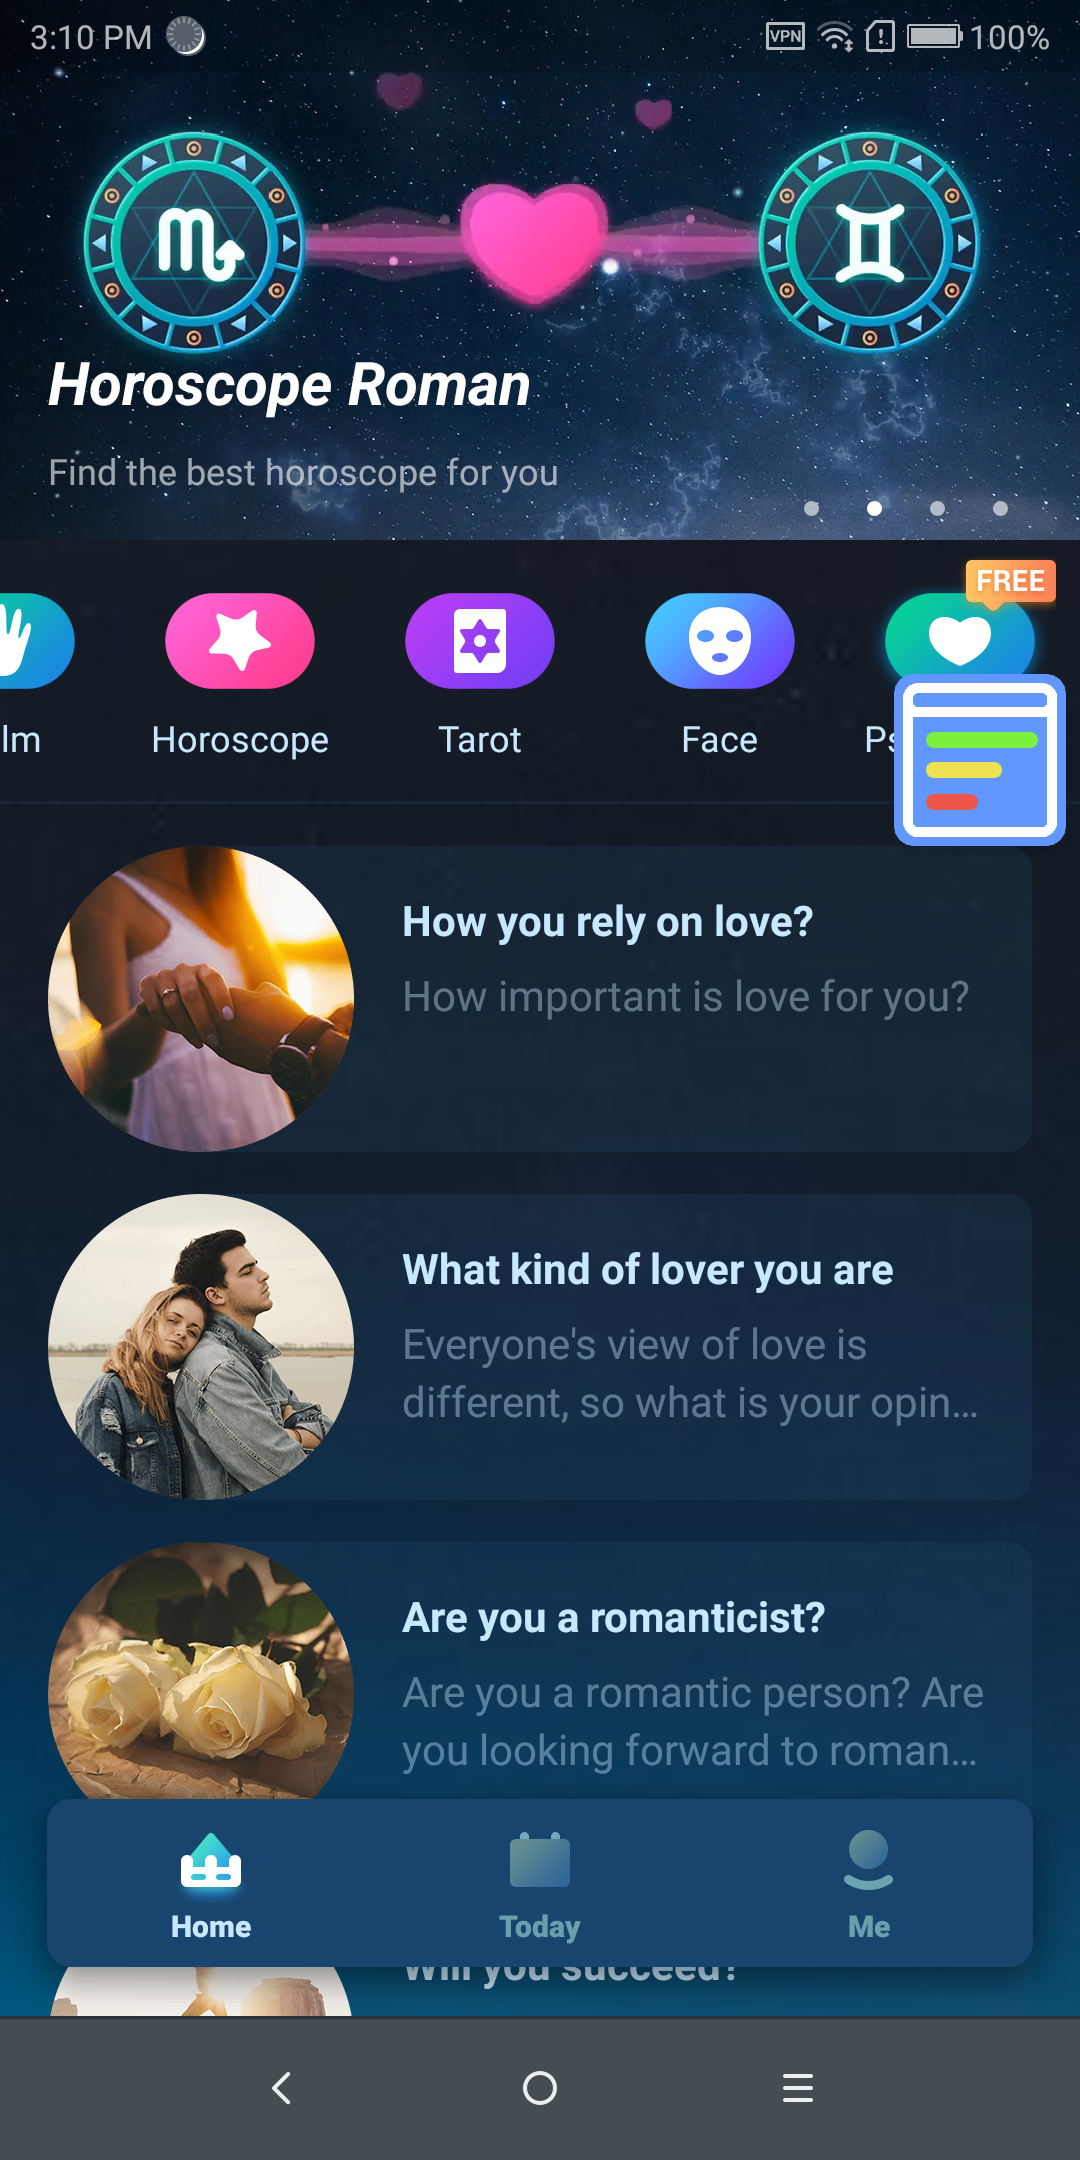 3:10 PM
VPN
100%
Horoscope Roman
Find the best horoscope for you
FREE
lm
Horoscope
Tarot
Face
Ps
How you rely on love?
How important is love for you?
What kind of lover you are
Everyone's view of love is
different, so what is your opin...
Are you a romanticist?
Are you a romantic person? Are
you looking forward to roman...
Home
Today
Me
Will you succeed?